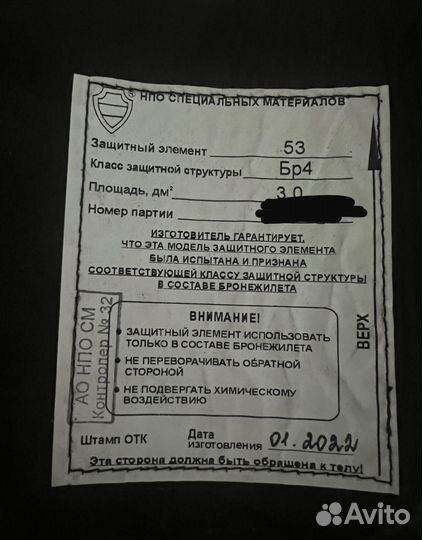 ® НПО СПЕЦИАЛЬНЫХ МАТЕРИАЛОВ
Защитный элемент 53
Класс защитной структуры Бр4
Площадь, дм² 3,0
Номер партии
ИЗГОТОВИТЕЛЬ ГАРАНТИРУЕТ,
ЧТО ЭТА МОДЕЛЬ ЗАЩИТНОГО ЭЛЕМЕНТА
БЫЛА ИСПЫТАНА И ПРИЗНАНА
СООТВЕТСТВУЮЩЕЙ КЛАССУ ЗАЩИТНОЙ СТРУКТУРЫ
В СОСТАВЕ БРОНЕЖИЛЕТА
ВНИМАНИЕ!
• ЗАЩИТНЫЙ ЭЛЕМЕНТ ИСПОЛЬЗОВАТЬ
ТОЛЬКО В СОСТАВЕ БРОНЕЖИЛЕТА
• НЕ ПЕРЕВОРАЧИВАТЬ ОБРАТНОЙ
СТОРОНОЙ
• НЕ ПОДВЕРГАТЬ ХИМИЧЕСКОМУ
ВОЗДЕЙСТВИЮ
АО НПО СМ
Контролер № 32
ВЕРХ
Штамп ОТК
Дата
изготовления 01.2022
Эта сторона должна быть обращена к телу!
Avito